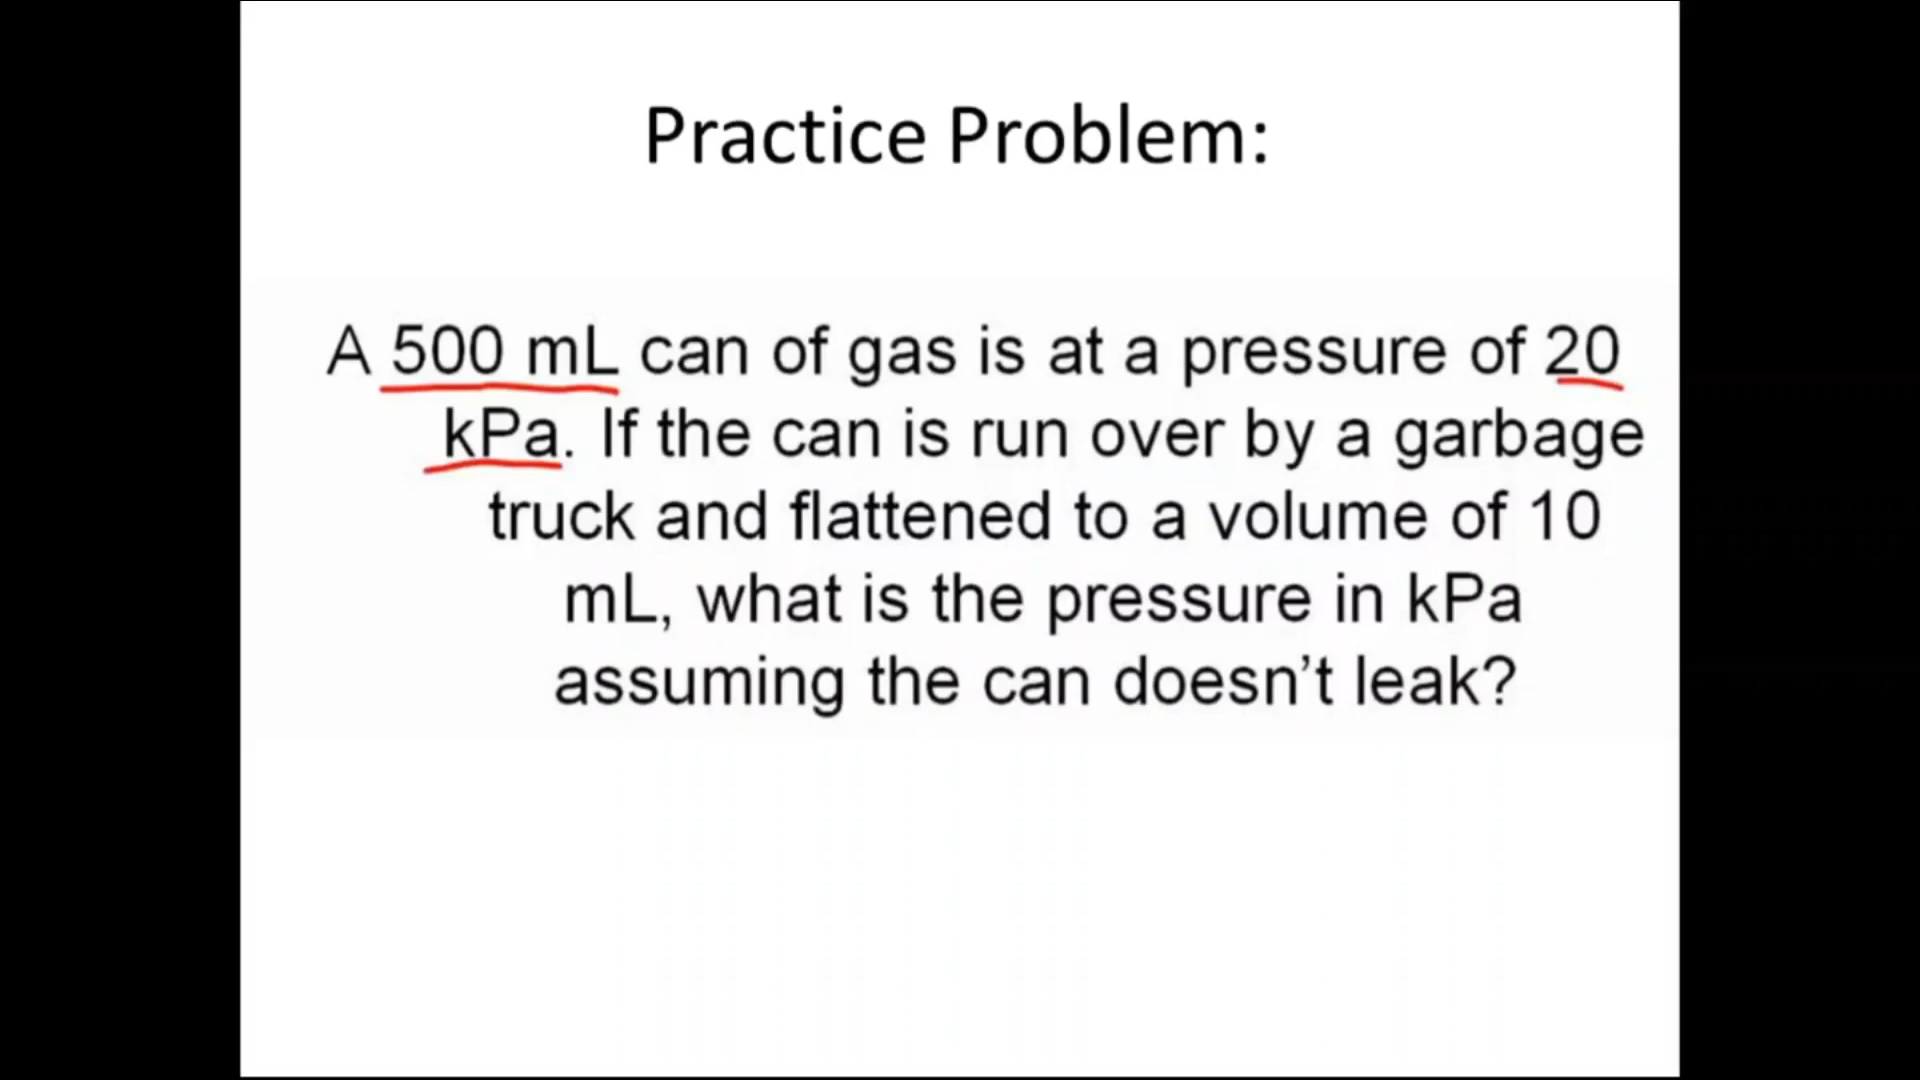 Practice Problem:
A 500 mL can of gas is at a pressure of 20
kPa. If the can is run over by a garbage
truck and flattened to a volume of 10
mL, what is the pressure in kPa
assuming the can doesn’t leak?